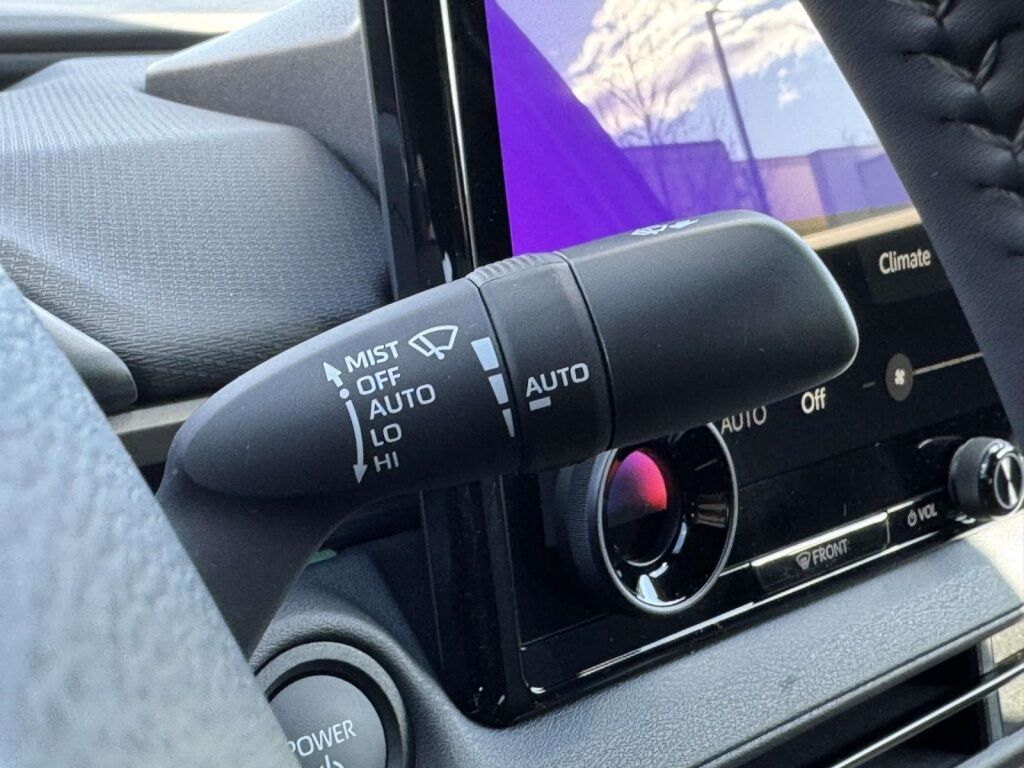 MIST
OFF
AUTO
LO
HI
AUTO
Climate
AUTO
Off
VOL
FRONT
POWER